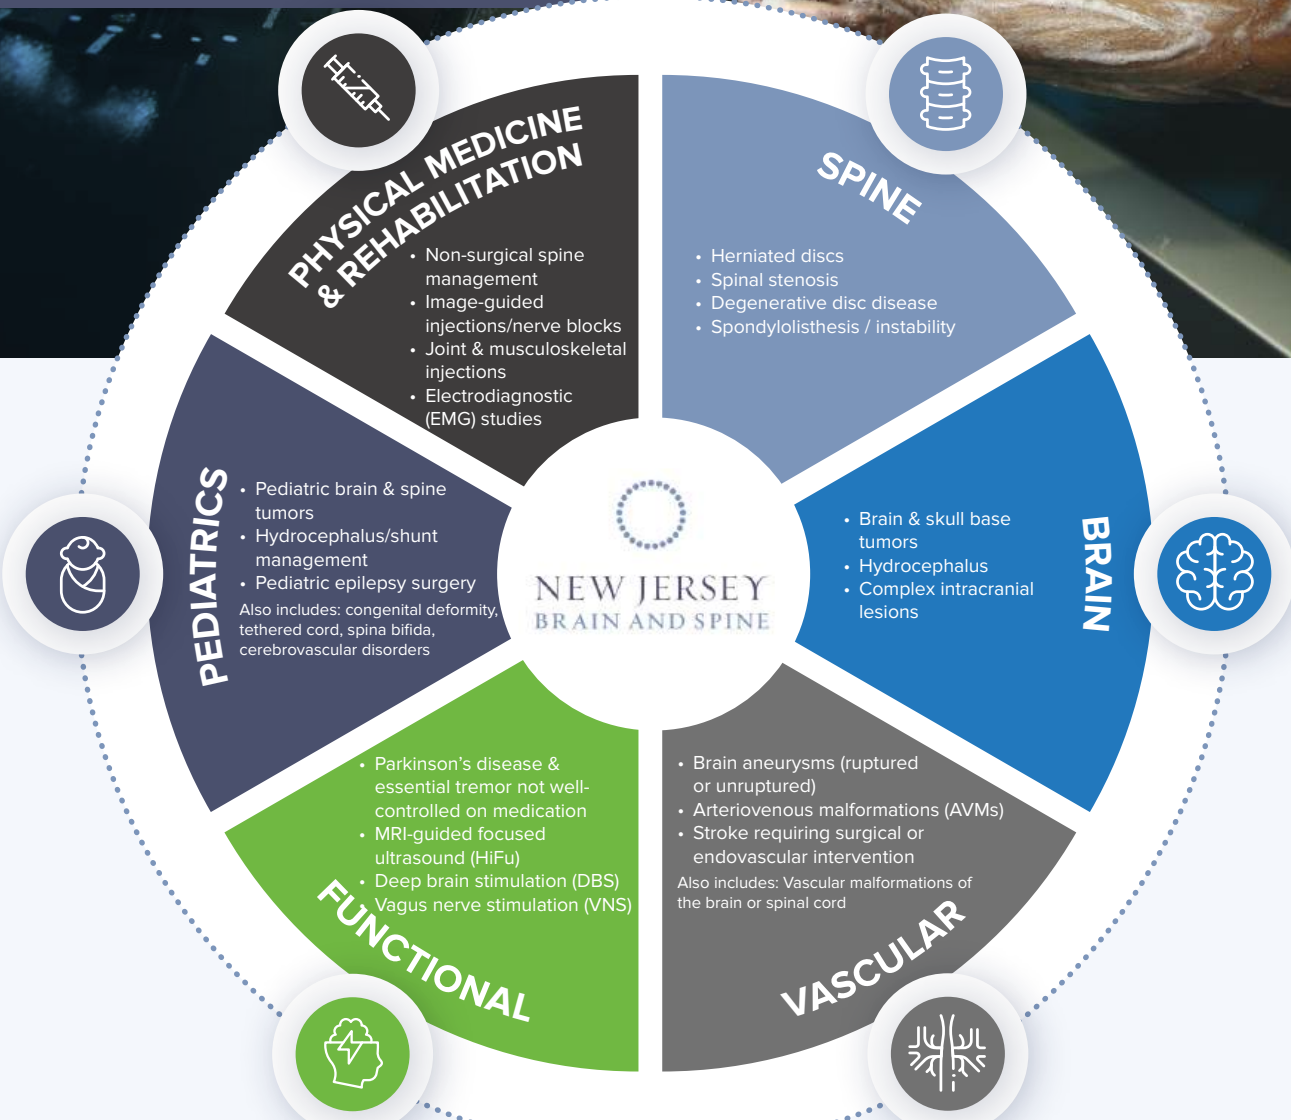 PHYSICAL MEDICINE
& REHABILITATION
• Non-surgical spine
management
• Image-guided
injections/nerve blocks
• Joint & musculoskeletal
injections
• Electrodiagnostic
(EMG) studies
SPINE
• Herniated discs
• Spinal stenosis
• Degenerative disc disease
• Spondylolisthesis / instability
PEDIATRICS
• Pediatric brain & spine
tumors
• Hydrocephalus/shunt
management
• Pediatric epilepsy surgery
Also includes: congenital deformity,
tethered cord, spina bifida,
cerebrovascular disorders
NEW JERSEY
BRAIN AND SPINE
BRAIN
• Brain & skull base
tumors
• Hydrocephalus
• Complex intracranial
lesions
FUNCTIONAL
• Parkinson’s disease &
essential tremor not well-
controlled on medication
• MRI-guided focused
ultrasound (HiFu)
• Deep brain stimulation (DBS)
• Vagus nerve stimulation (VNS)
• Brain aneurysms (ruptured
or unruptured)
• Arteriovenous malformations (AVMs)
• Stroke requiring surgical or
endovascular intervention
Also includes: Vascular malformations of
the brain or spinal cord
VASCULAR